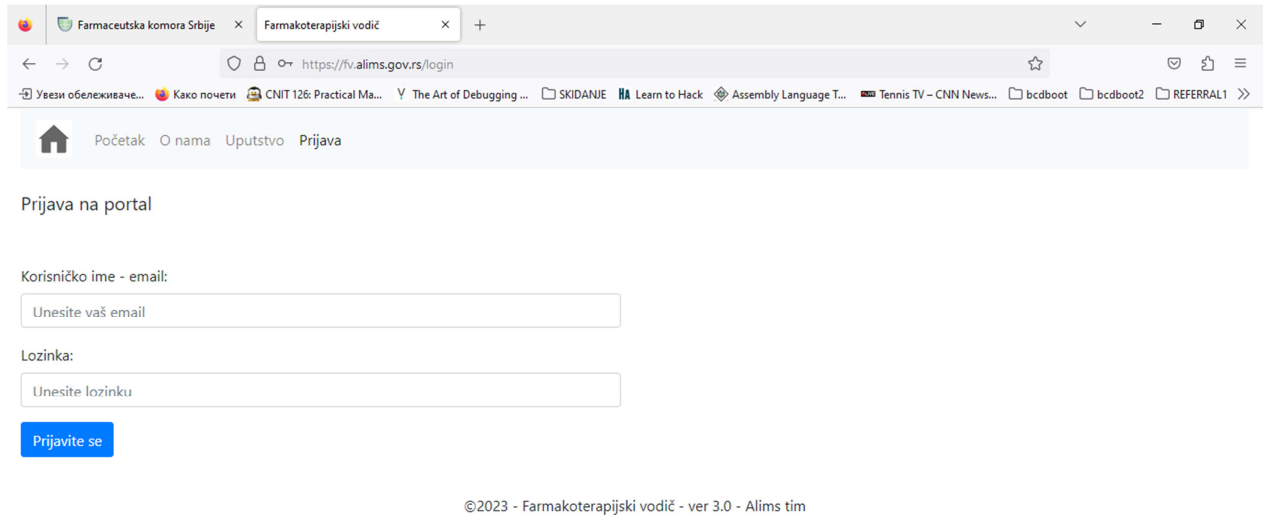 Farmaceutska komora Srbije
Farmakoterapijski vodič
https://fv.alims.gov.rs/login
Увези обележиваче... Како почети CNIT 126: Practical Ma... The Art of Debugging ... SKIDANJE HA Learn to Hack Assembly Language T... Tennis TV – CNN News... bcdboot bcdboot2 REFERRAL1
Početak O nama Uputstvo Prijava
Prijava na portal
Korisničko ime - email:
Unesite vaš email
Lozinka:
Unesite lozinku
Prijavite se
©2023 - Farmakoterapijski vodič - ver 3.0 - Alims tim